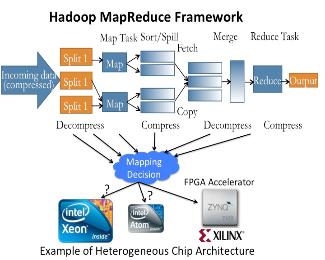 Hadoop MapReduce Framework
Map Task Sort/Spill Merge Reduce Task
Fetch
Incoming data
(compressed)
Split 1
Split 1
Split 1
Map
Map
Reduce
Output
Copy
Decompress Compress Decompress Compress
Mapping
Decision
? ?
FPGA Accelerator
intel
Xeon
inside
intel
Atom
ZYNQ
XILINX
Example of Heterogeneous Chip Architecture